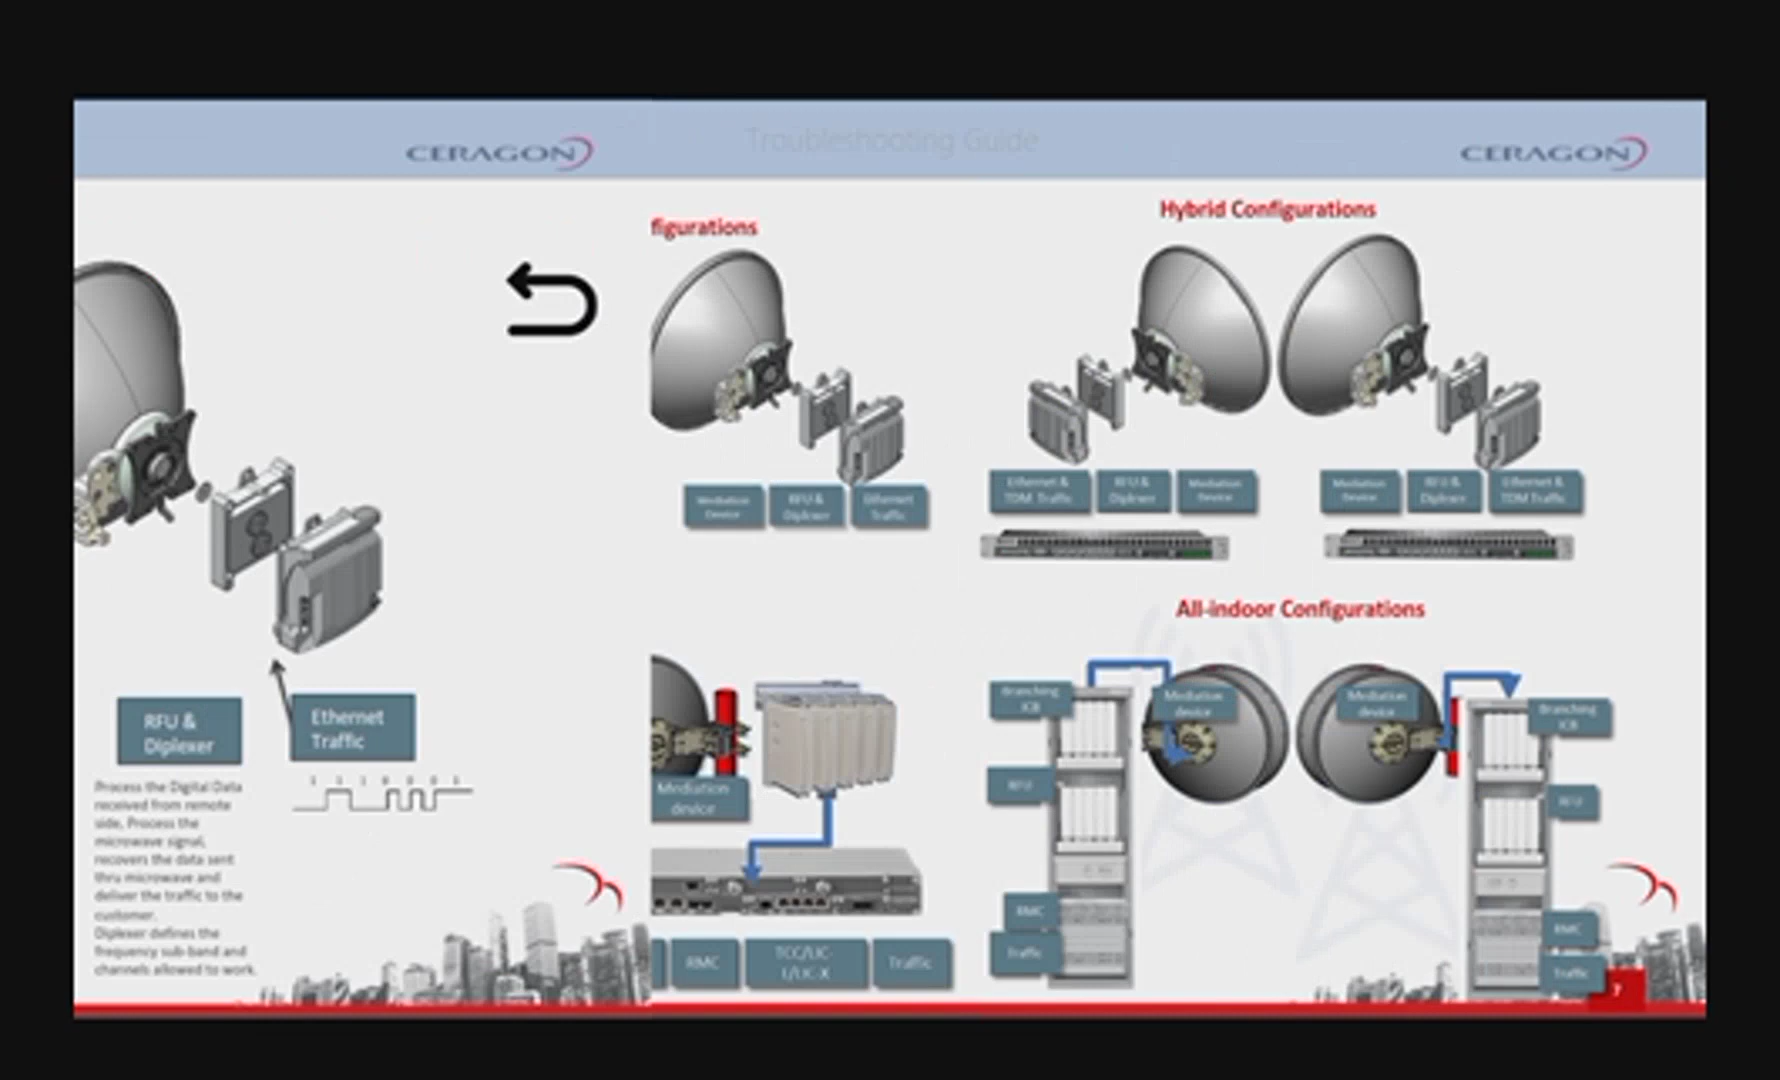 CERAGON
Troubleshooting Guide
CERAGON
figurations
Hybrid Configurations
Mediation
Device
RFU &
Diplexer
Ethernet
Traffic
Ethernet &
TDM Traffic
RFU &
Diplexer
Mediation
Device
Mediation
Device
RFU &
Diplexer
Ethernet &
TDM Traffic
RFU &
Diplexer
Ethernet
Traffic
Process the Digital Data
received from remote
side, Process the
microwave signal,
recovers the data sent
thru microwave and
deliver the traffic to the
customer.
Diplexer defines the
frequency sub-band and
channels allowed to work.
Mediation
device
RMC
Traffic
All-indoor Configurations
Branching
ICB
Mediation
device
RFU
RMC
Traffic
Mediation
device
Branching
ICB
RFU
RMC
Traffic
7